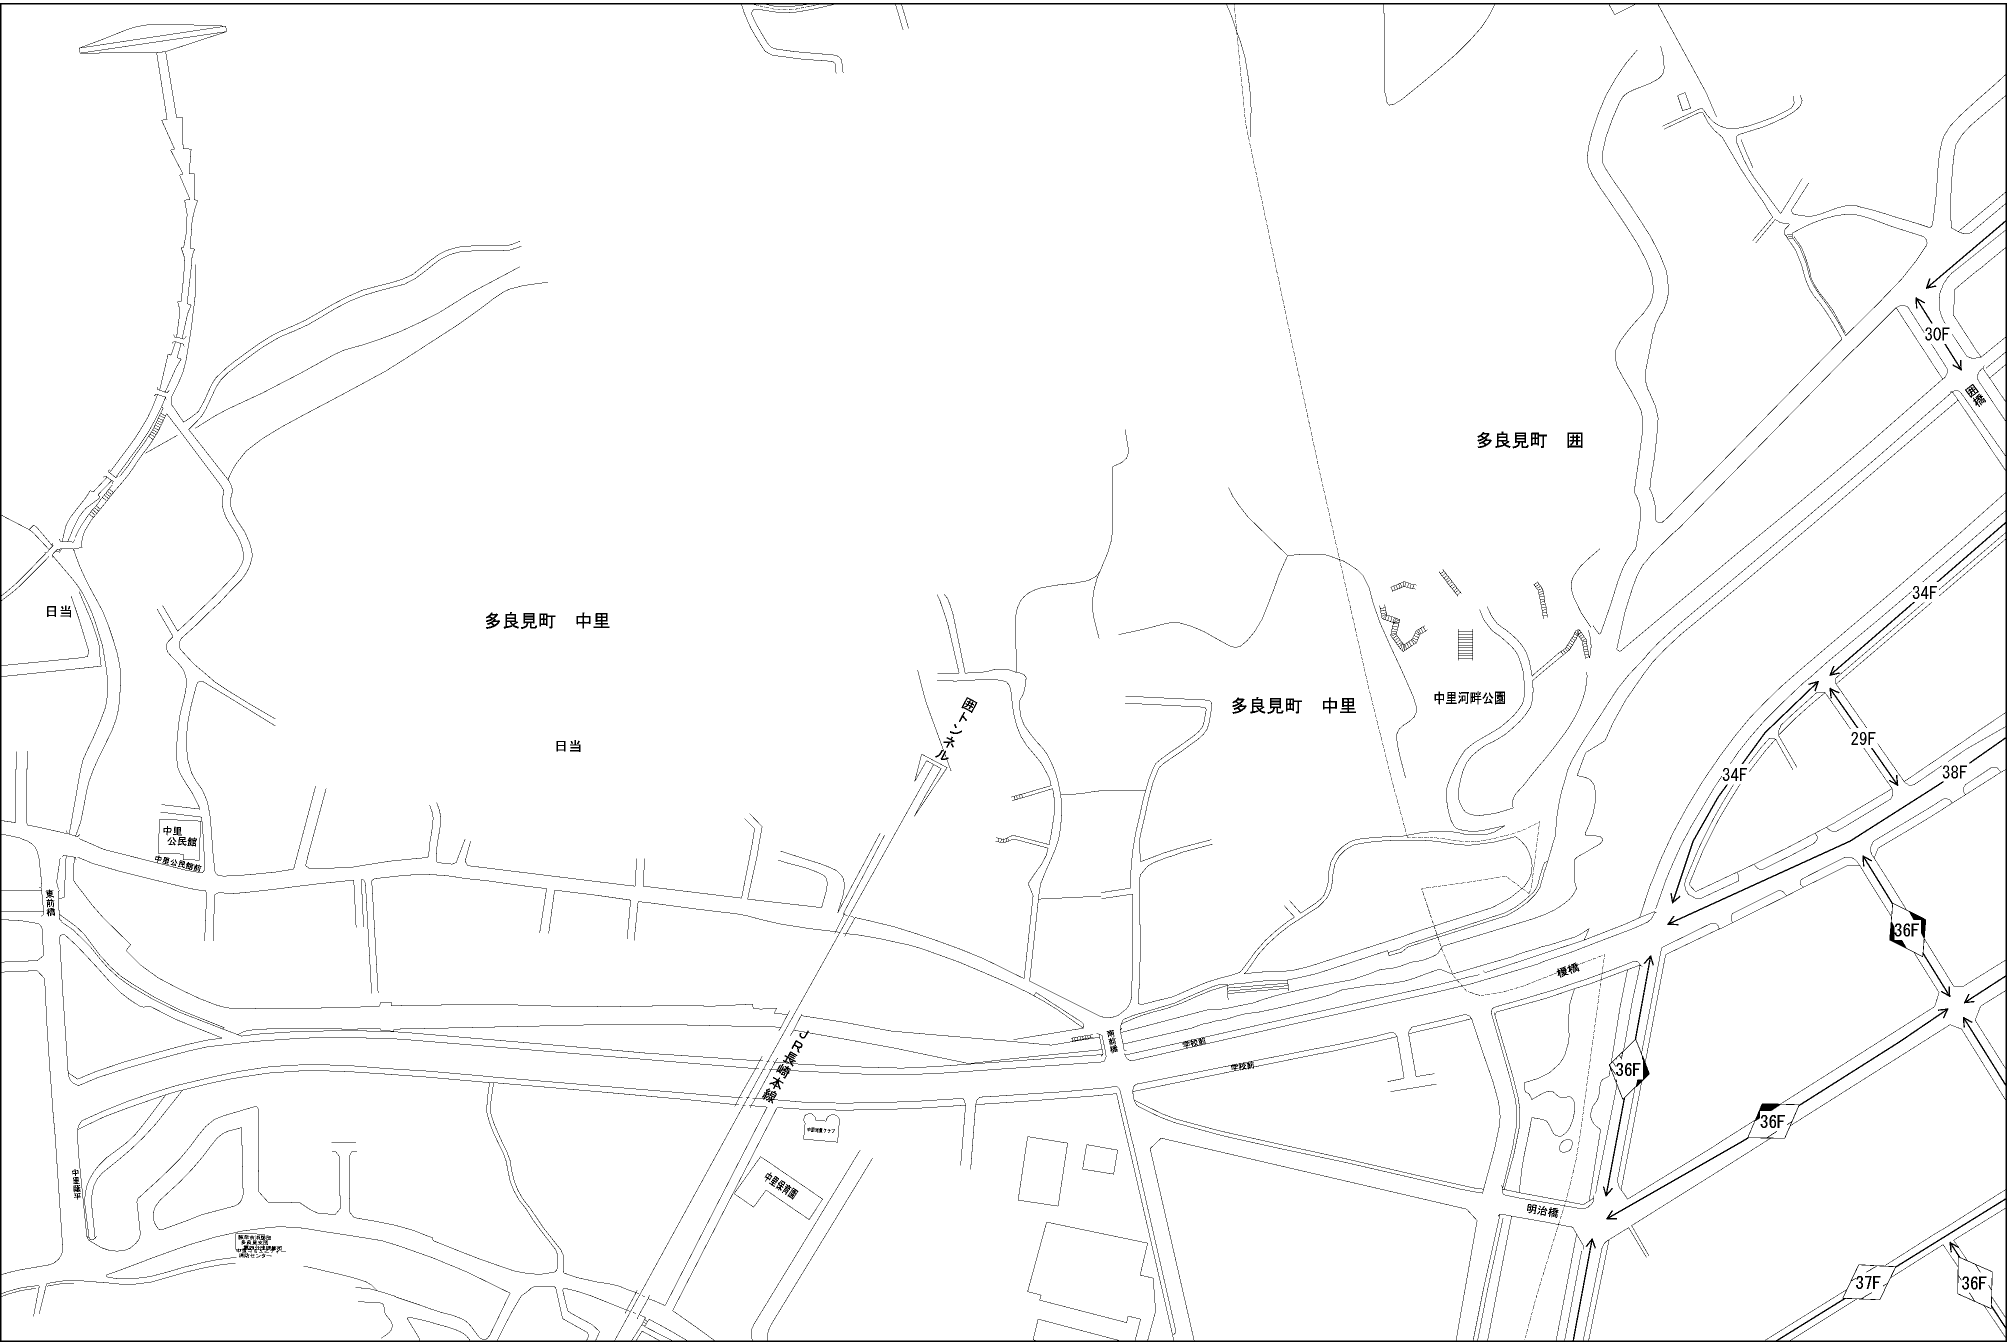 30F
囲橋
多良見町　囲
34F
日当
多良見町　中里
中里河畔公園
多良見町　中里
囲トンネル
日当
29F
34F
38F
中里
公民館
中里公民館前
東前橋
36F
榎橋
南前橋
学校前
学校前
JR長崎本線
36F
36F
中里保育園
明治橋
37F
36F